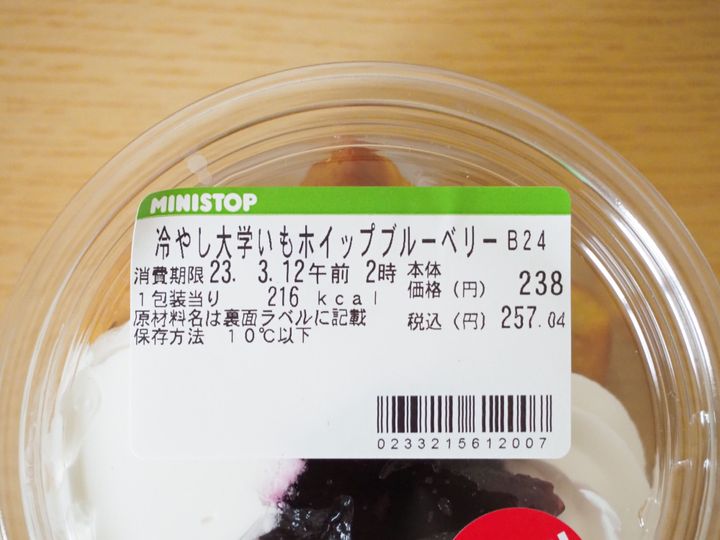 MINISTOP
冷やし大学いもホイップブルーベリー B24
消費期限 23. 3.12午前 2時
1包装当り 216 kcal
原材料名は裏面ラベルに記載
保存方法 10℃以下
本体
価格（円） 238
税込（円） 257.04
0233215612007